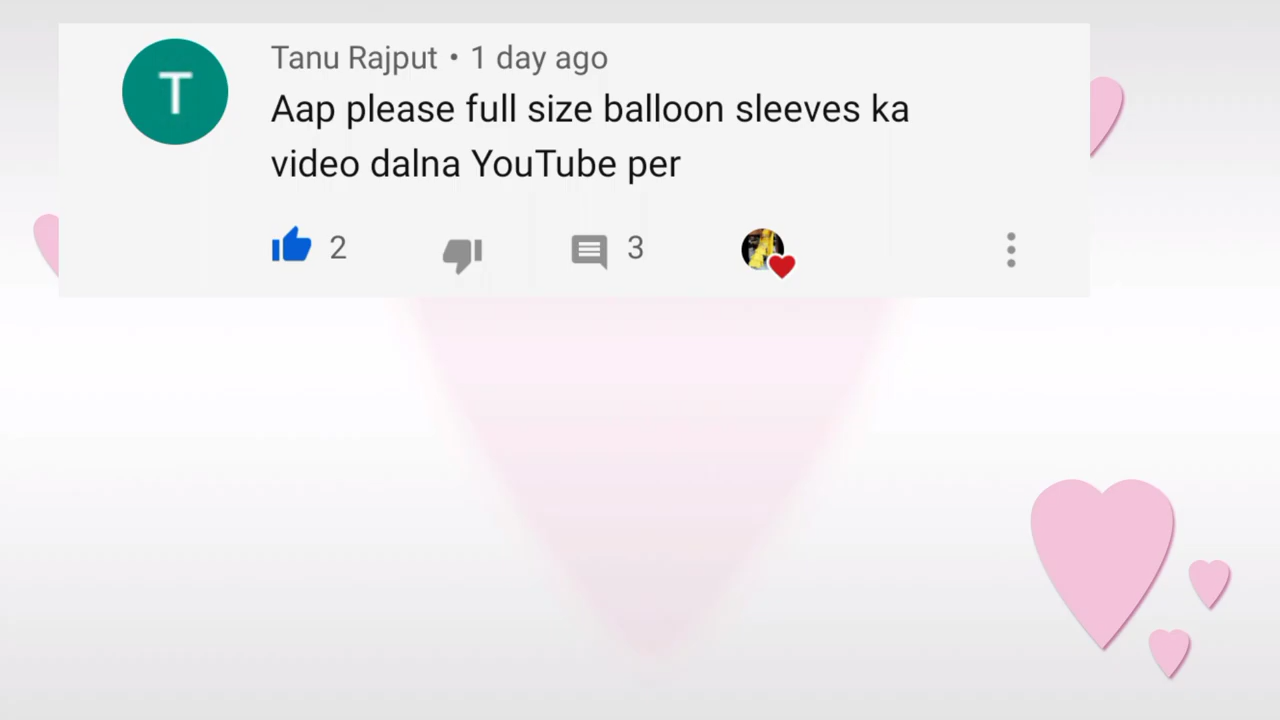 T
Tanu Rajput • 1 day ago
Aap please full size balloon sleeves ka
video dalna YouTube per
2 3